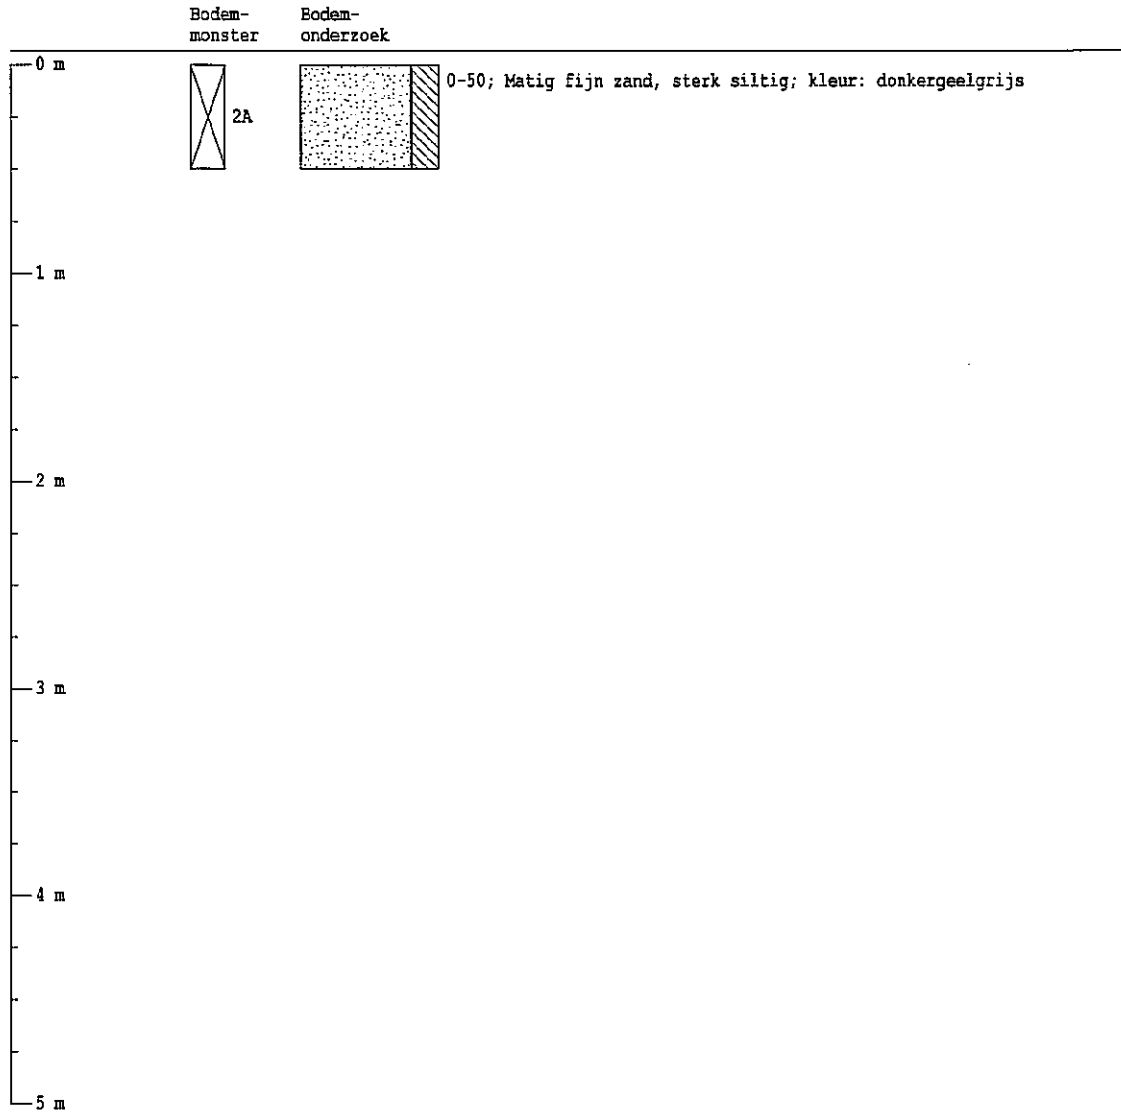 Bodem-
monster
Bodem-
onderzoek
0 m
2A
0-50; Matig fijn zand, sterk siltig; kleur: donkergeelgrijs
1 m
2 m
3 m
4 m
5 m